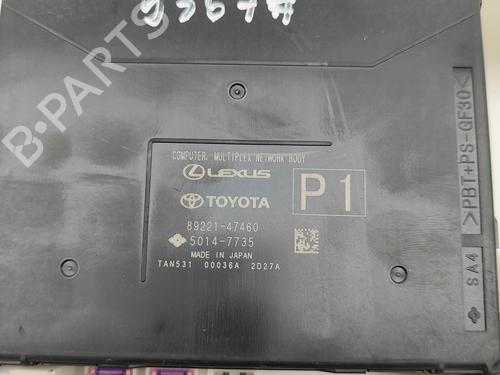 COMPUTER, MULTIPLEX NETWORK BODY
LEXUS
TOYOTA
P1
89221-47460
5014-7735
MADE IN JAPAN
TAN531 00036A 2D27A
>PBT+PS-GF30<
SA4
B-PARTS